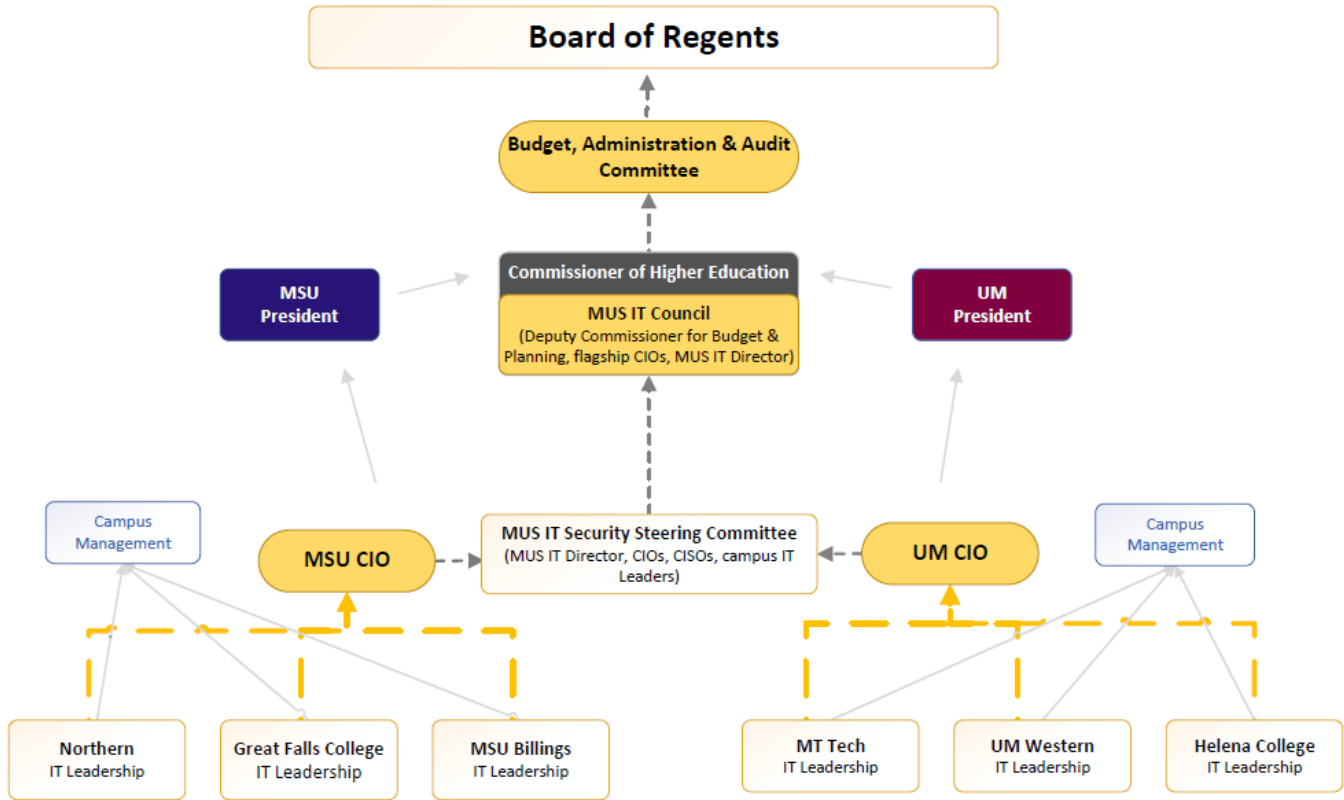 Board of Regents
Budget, Administration & Audit
Committee
Commissioner of Higher Education
MSU
President
MUS IT Council
(Deputy Commissioner for Budget &
Planning, flagship CIOs, MUS IT Director)
UM
President
Campus
Management
MSU CIO
MUS IT Security Steering Committee
(MUS IT Director, CIOs, CISOs, campus IT
Leaders)
UM CIO
Campus
Management
Northern
IT Leadership
Great Falls College
IT Leadership
MSU Billings
IT Leadership
MT Tech
IT Leadership
UM Western
IT Leadership
Helena College
IT Leadership